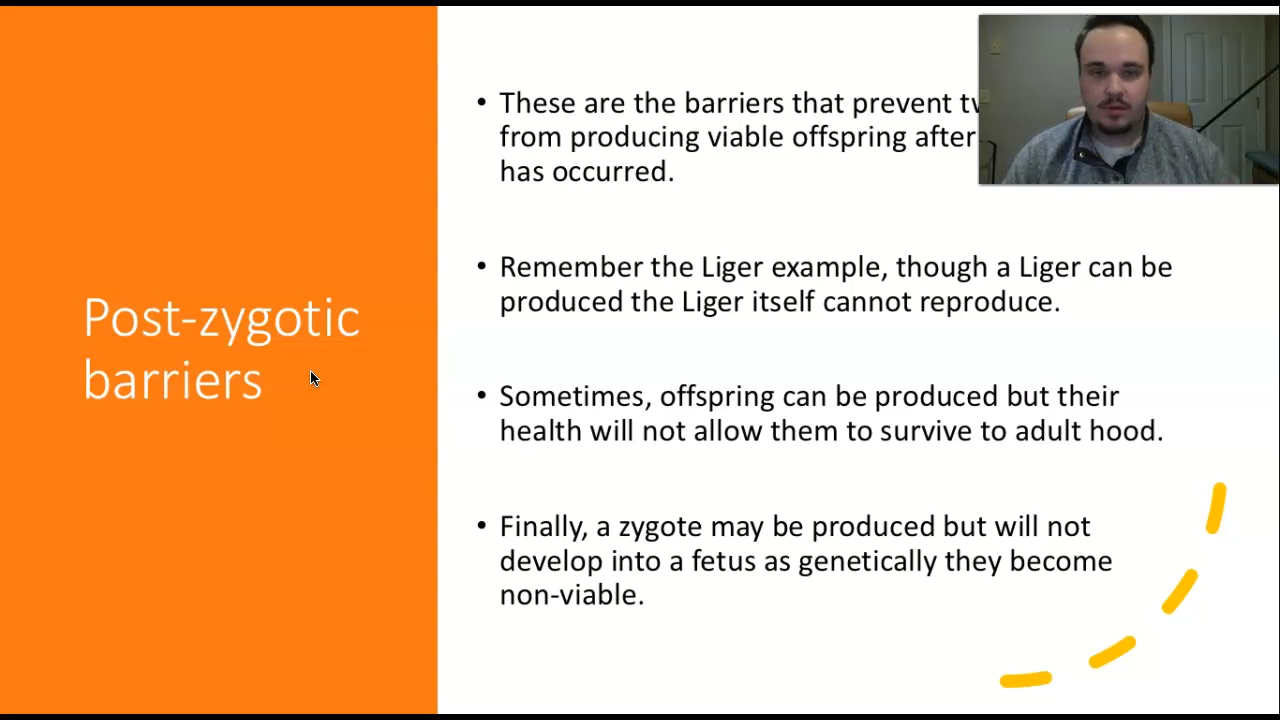 Post-zygotic
barriers
• These are the barriers that prevent
from producing viable offspring after
has occurred.
• Remember the Liger example, though a Liger can be
produced the Liger itself cannot reproduce.
• Sometimes, offspring can be produced but their
health will not allow them to survive to adult hood.
• Finally, a zygote may be produced but will not
develop into a fetus as genetically they become
non-viable.